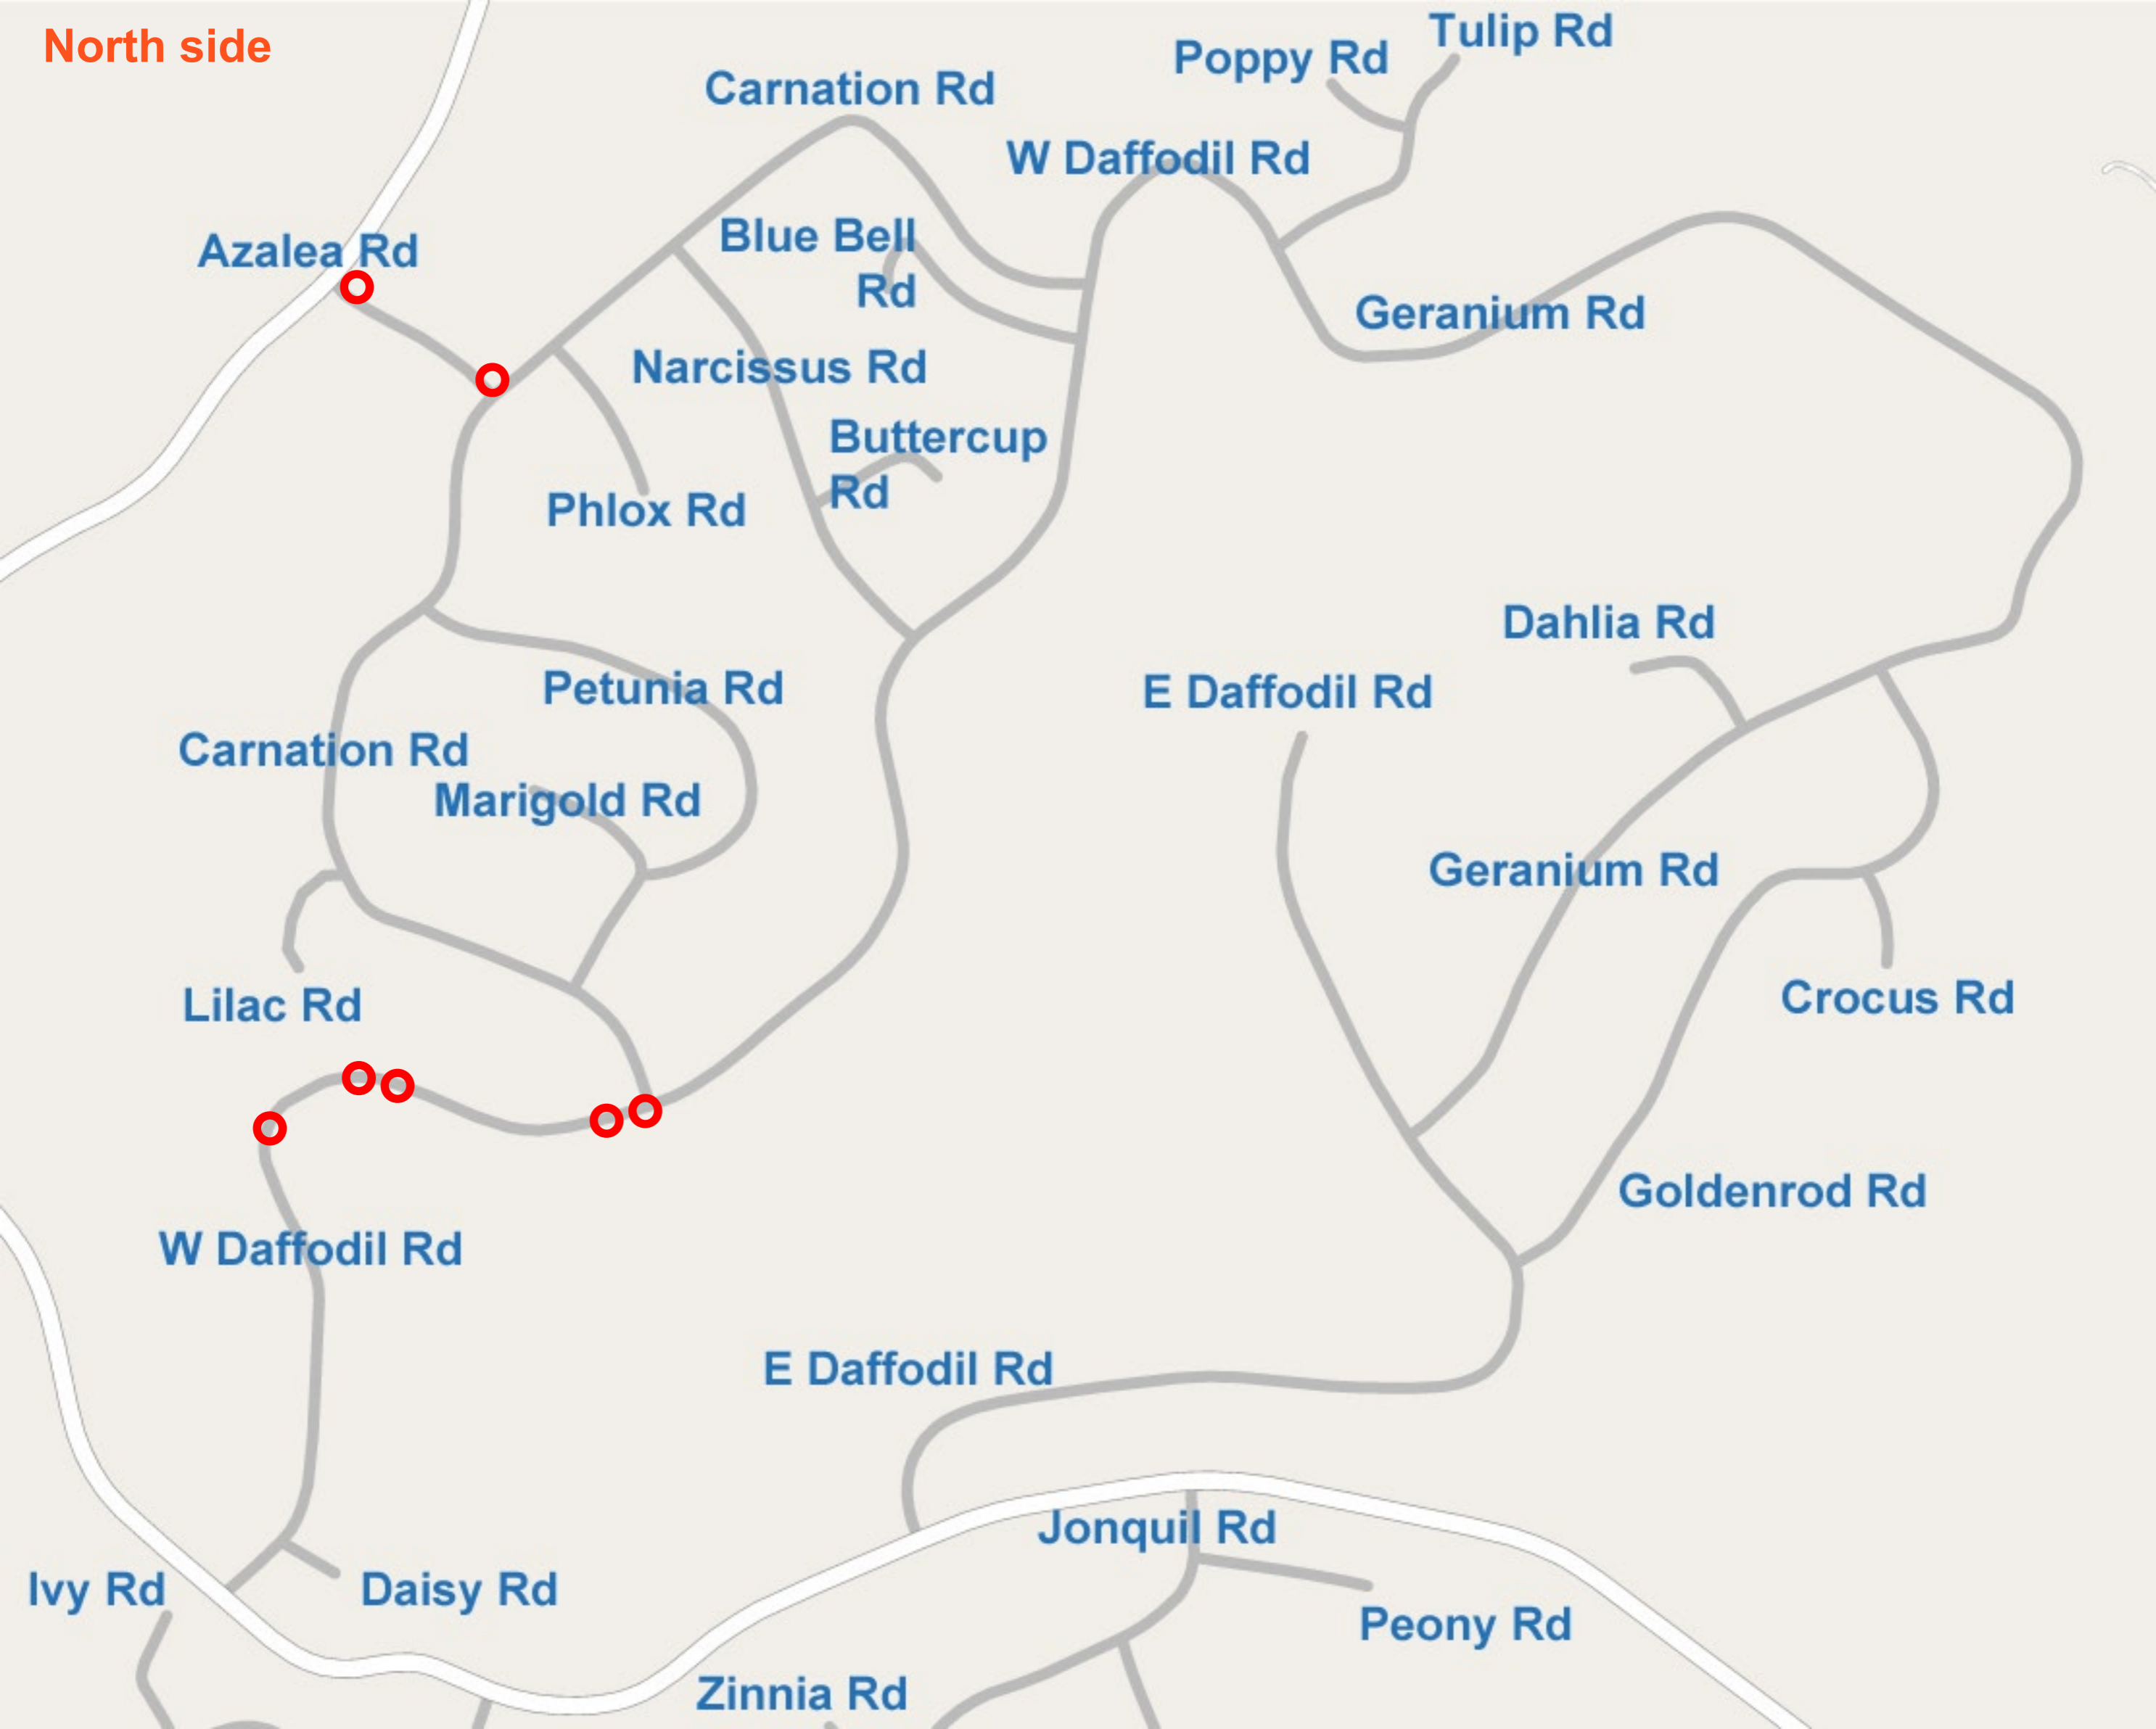 North side
Tulip Rd
Poppy Rd
Carnation Rd
W Daffodil Rd
Azalea Rd
Blue Bell
Rd
Geranium Rd
Narcissus Rd
Buttercup
Rd
Phlox Rd
Dahlia Rd
Petunia Rd
E Daffodil Rd
Carnation Rd
Marigold Rd
Geranium Rd
Crocus Rd
Lilac Rd
Goldenrod Rd
W Daffodil Rd
E Daffodil Rd
Jonquil Rd
Ivy Rd
Daisy Rd
Peony Rd
Zinnia Rd